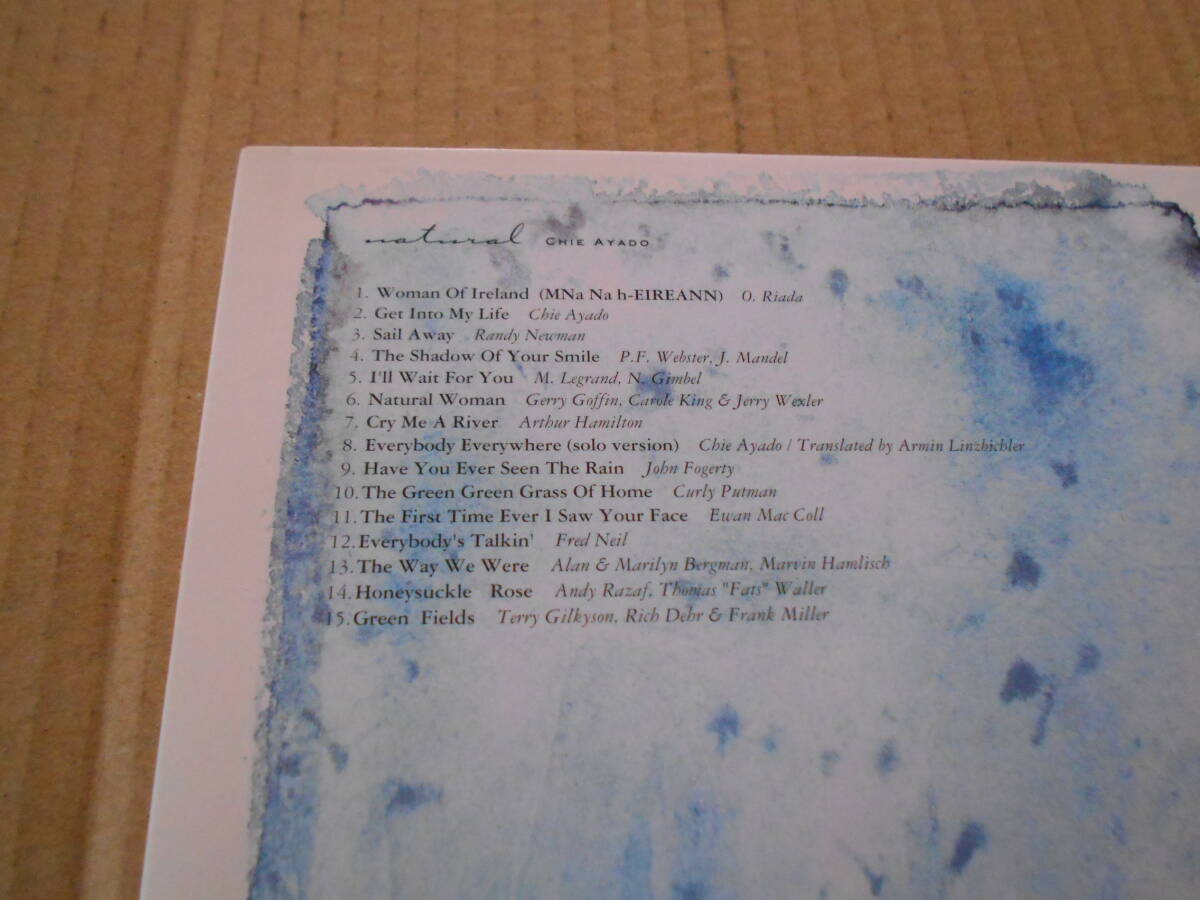 natural CHIE AYADO
1. Woman Of Ireland (MNa Na h-EIREANN) O. Riada
2. Get Into My Life Chie Ayado
3. Sail Away Randy Newman
4. The Shadow Of Your Smile P.F. Webster, J. Mandel
5. I'll Wait For You M. Legrand, N. Gimbel
6. Natural Woman Gerry Goffin, Carole King & Jerry Wexler
7. Cry Me A River Arthur Hamilton
8. Everybody Everywhere (solo version) Chie Ayado / Translated by Armin Linzbichler
9. Have You Ever Seen The Rain John Fogerty
10. The Green Green Grass Of Home Curly Putman
11. The First Time Ever I Saw Your Face Ewan Mac Coll
12. Everybody's Talkin' Fred Neil
13. The Way We Were Alan & Marilyn Bergman, Marvin Hamlisch
14. Honeysuckle Rose Andy Razaf, Thomas "Fats" Waller
15. Green Fields Terry Gilkyson, Rich Dehr & Frank Miller